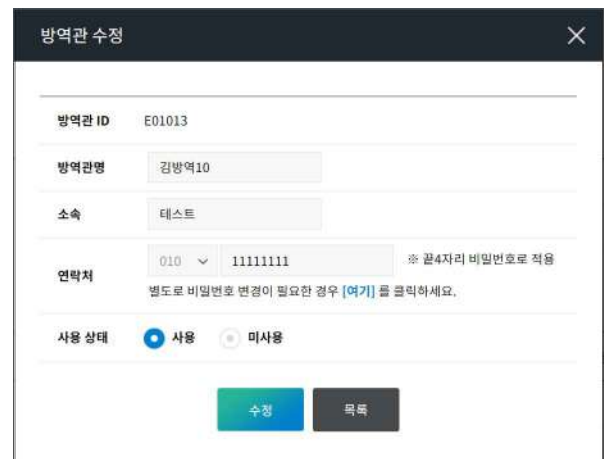 방역관 수정
방역관 ID E01013
방역관명 김방역10
소속 테스트
연락처 010 11111111 ※ 끝4자리 비밀번호로 적용
별도로 비밀번호 변경이 필요한 경우 [여기] 를 클릭하세요.
사용 상태 사용 미사용
수정 목록